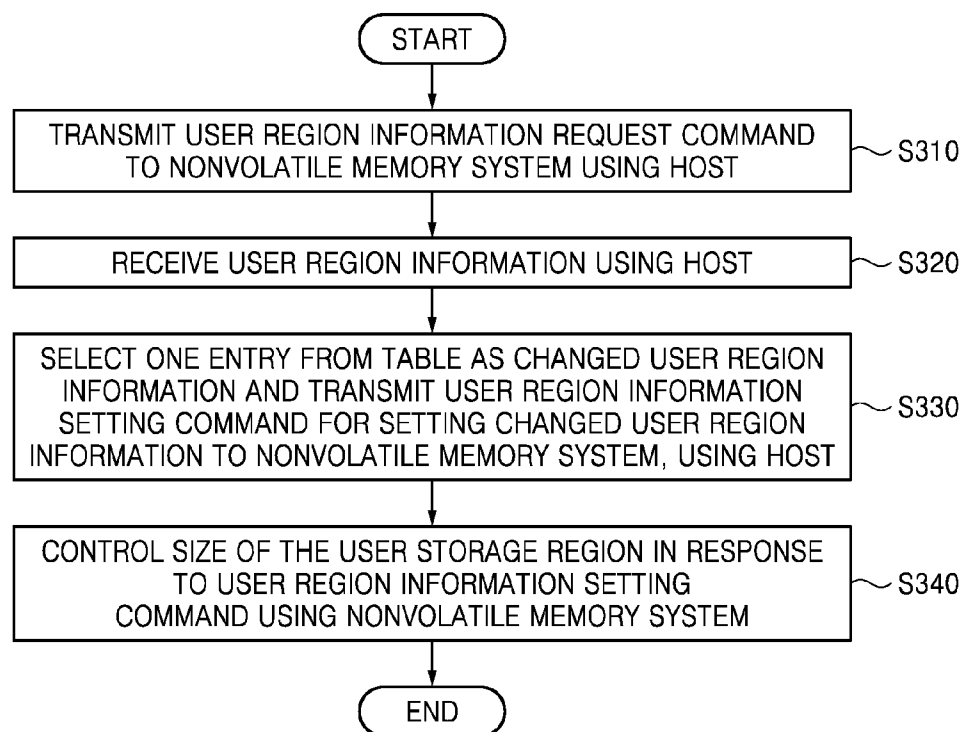 START
TRANSMIT USER REGION INFORMATION REQUEST COMMAND
TO NONVOLATILE MEMORY SYSTEM USING HOST
S310
RECEIVE USER REGION INFORMATION USING HOST
S320
SELECT ONE ENTRY FROM TABLE AS CHANGED USER REGION
INFORMATION AND TRANSMIT USER REGION INFORMATION
SETTING COMMAND FOR SETTING CHANGED USER REGION
INFORMATION TO NONVOLATILE MEMORY SYSTEM, USING HOST
S330
CONTROL SIZE OF THE USER STORAGE REGION IN RESPONSE
TO USER REGION INFORMATION SETTING
COMMAND USING NONVOLATILE MEMORY SYSTEM
S340
END